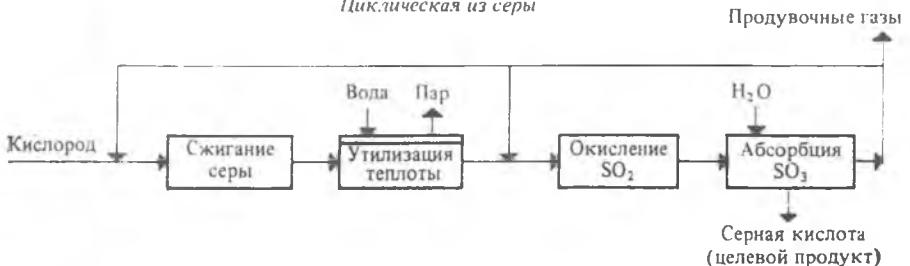 Циклическая из серы
Продувочные газы
Вода Пар
H₂O
Кислород
Сжигание
серы
Утилизация
теплоты
Окисление
SO₂
Абсорбция
SO₃
Серная кислота
(целевой продукт)